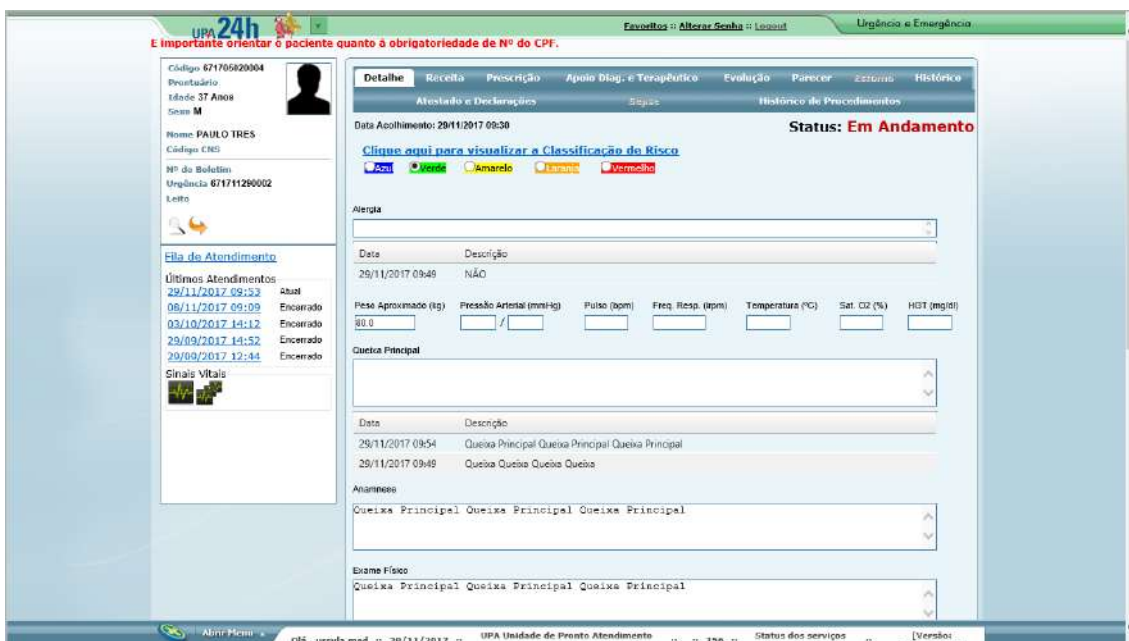 UPA 24h
Favoritos :: Alterar Senha :: Logout
Urgência e Emergência
É importante orientar o paciente quanto à obrigatoriedade de Nº do CPF.
Código 671705020004
Prontuário
Idade 37 Anos
Sexo M
Nome PAULO TRES
Código CNS
Nº do Boletim
Urgência 671711290002
Leito
Fila de Atendimento
Últimos Atendimentos
29/11/2017 09:53 Atual
08/11/2017 09:09 Encerrado
03/10/2017 14:12 Encerrado
29/09/2017 14:52 Encerrado
29/09/2017 12:44 Encerrado
Sinais Vitais
Detalhe Receita Prescrição Apoio Diag. e Terapêutico Evolução Parecer Externo Histórico
Atestado e Declarações Sepse Histórico de Procedimentos
Data Acolhimento: 29/11/2017 09:30
Status: Em Andamento
Clique aqui para visualizar a Classificação de Risco
Azul Verde Amarelo Laranja Vermelho
Alergia
Data Descrição
29/11/2017 09:49 NÃO
Peso Aproximado (kg) Pressão Arterial (mmHg) Pulso (bpm) Freq. Resp. (irpm) Temperatura (ºC) Sat. O2 (%) HGT (mg/dl)
80.0 /
Queixa Principal
Data Descrição
29/11/2017 09:54 Queixa Principal Queixa Principal Queixa Principal
29/11/2017 09:49 Queixa Queixa Queixa Queixa
Anamnese
Queixa Principal Queixa Principal Queixa Principal
Exame Físico
Queixa Principal Queixa Principal Queixa Principal
Abrir Menu
UPA Unidade de Pronto Atendimento
Status dos serviços